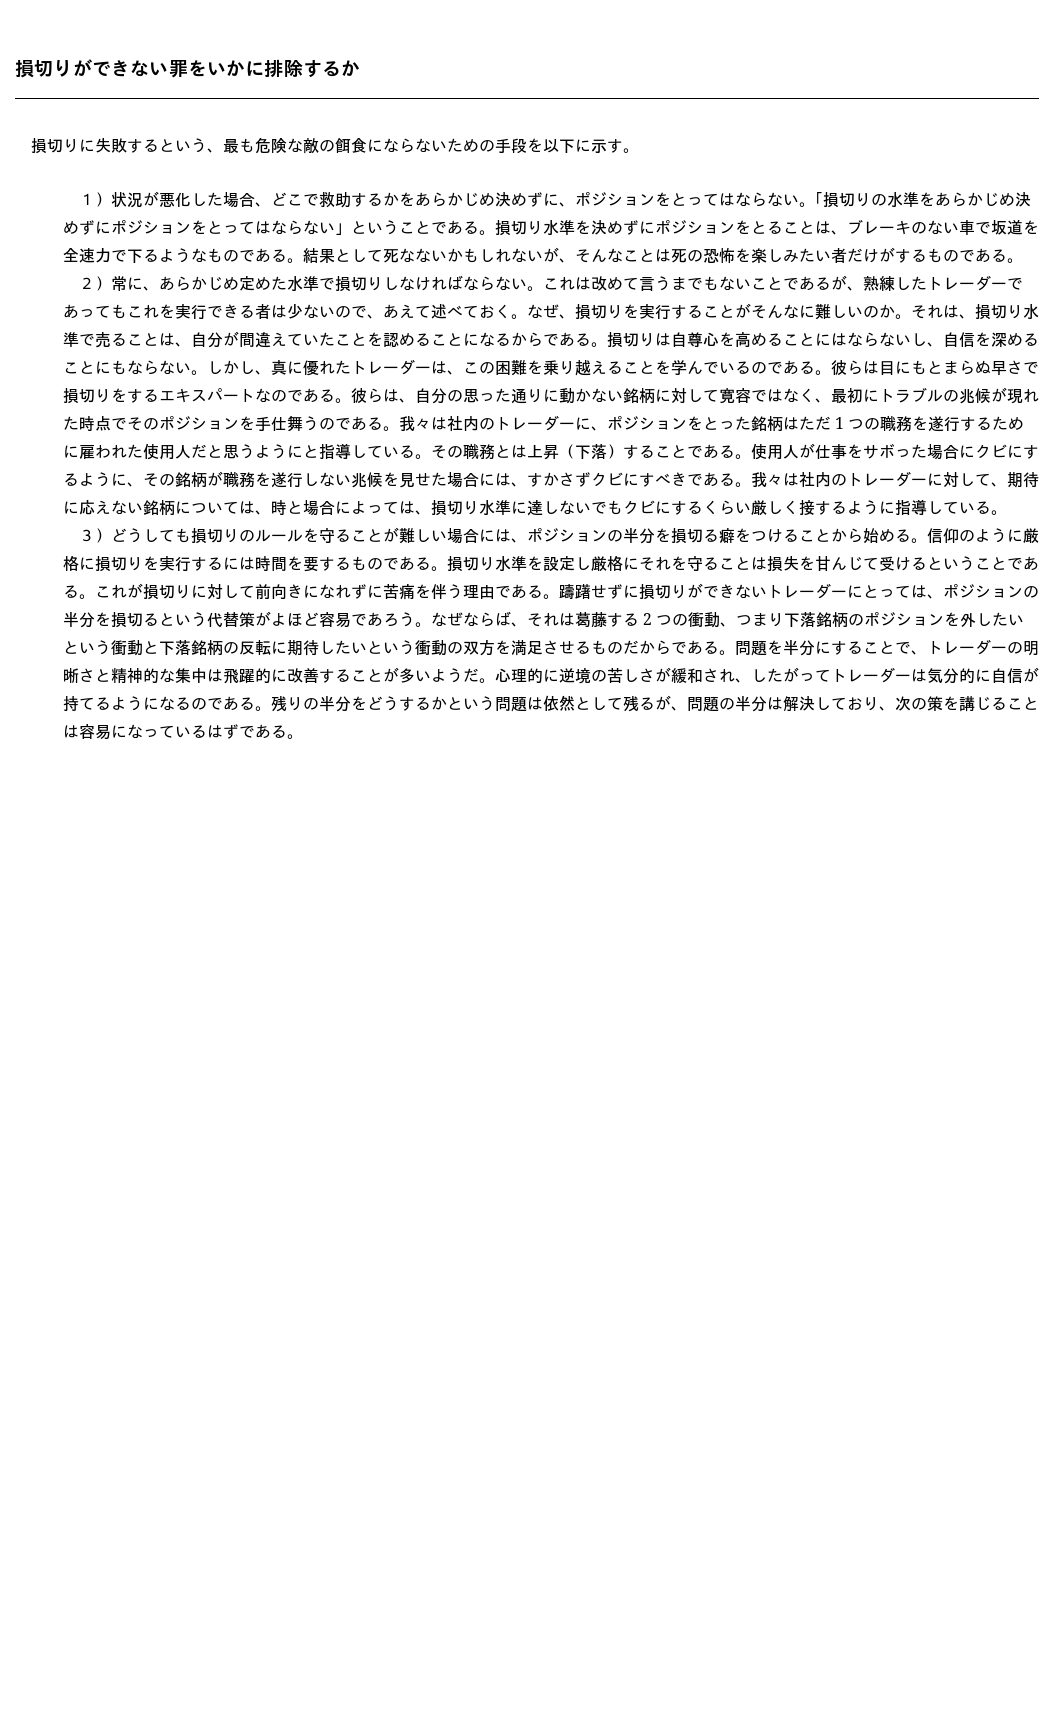 損切りができない罪をいかに排除するか
損切りに失敗するという、最も危険な敵の餌食にならないための手段を以下に示す。
１）状況が悪化した場合、どこで救助するかをあらかじめ決めずに、ポジションをとってはならない。「損切りの水準をあらかじめ決
めずにポジションをとってはならない」ということである。損切り水準を決めずにポジションをとることは、ブレーキのない車で坂道を
全速力で下るようなものである。結果として死なないかもしれないが、そんなことは死の恐怖を楽しみたい者だけがするものである。
２）常に、あらかじめ定めた水準で損切りしなければならない。これは改めて言うまでもないことであるが、熟練したトレーダーで
あってもこれを実行できる者は少ないので、あえて述べておく。なぜ、損切りを実行することがそんなに難しいのか。それは、損切り水
準で売ることは、自分が間違えていたことを認めることになるからである。損切りは自尊心を高めることにはならないし、自信を深める
ことにもならない。しかし、真に優れたトレーダーは、この困難を乗り越えることを学んでいるのである。彼らは目にもとまらぬ早さで
損切りをするエキスパートなのである。彼らは、自分の思った通りに動かない銘柄に対して寛容ではなく、最初にトラブルの兆候が現れ
た時点でそのポジションを手仕舞うのである。我々は社内のトレーダーに、ポジションをとった銘柄はただ１つの職務を遂行するため
に雇われた使用人だと思うようにと指導している。その職務とは上昇（下落）することである。使用人が仕事をサボった場合にクビにす
るように、その銘柄が職務を遂行しない兆候を見せた場合には、すかさずクビにすべきである。我々は社内のトレーダーに対して、期待
に応えない銘柄については、時と場合によっては、損切り水準に達しないでもクビにするくらい厳しく接するように指導している。
３）どうしても損切りのルールを守ることが難しい場合には、ポジションの半分を損切る癖をつけることから始める。信仰のように厳
格に損切りを実行するには時間を要するものである。損切り水準を設定し厳格にそれを守ることは損失を甘んじて受けるということであ
る。これが損切りに対して前向きになれずに苦痛を伴う理由である。躊躇せずに損切りができないトレーダーにとっては、ポジションの
半分を損切るという代替策がよほど容易であろう。なぜならば、それは葛藤する２つの衝動、つまり下落銘柄のポジションを外したい
という衝動と下落銘柄の反転に期待したいという衝動の双方を満足させるものだからである。問題を半分にすることで、トレーダーの明
晰さと精神的な集中は飛躍的に改善することが多いようだ。心理的に逆境の苦しさが緩和され、したがってトレーダーは気分的に自信が
持てるようになるのである。残りの半分をどうするかという問題は依然として残るが、問題の半分は解決しており、次の策を講じること
は容易になっているはずである。